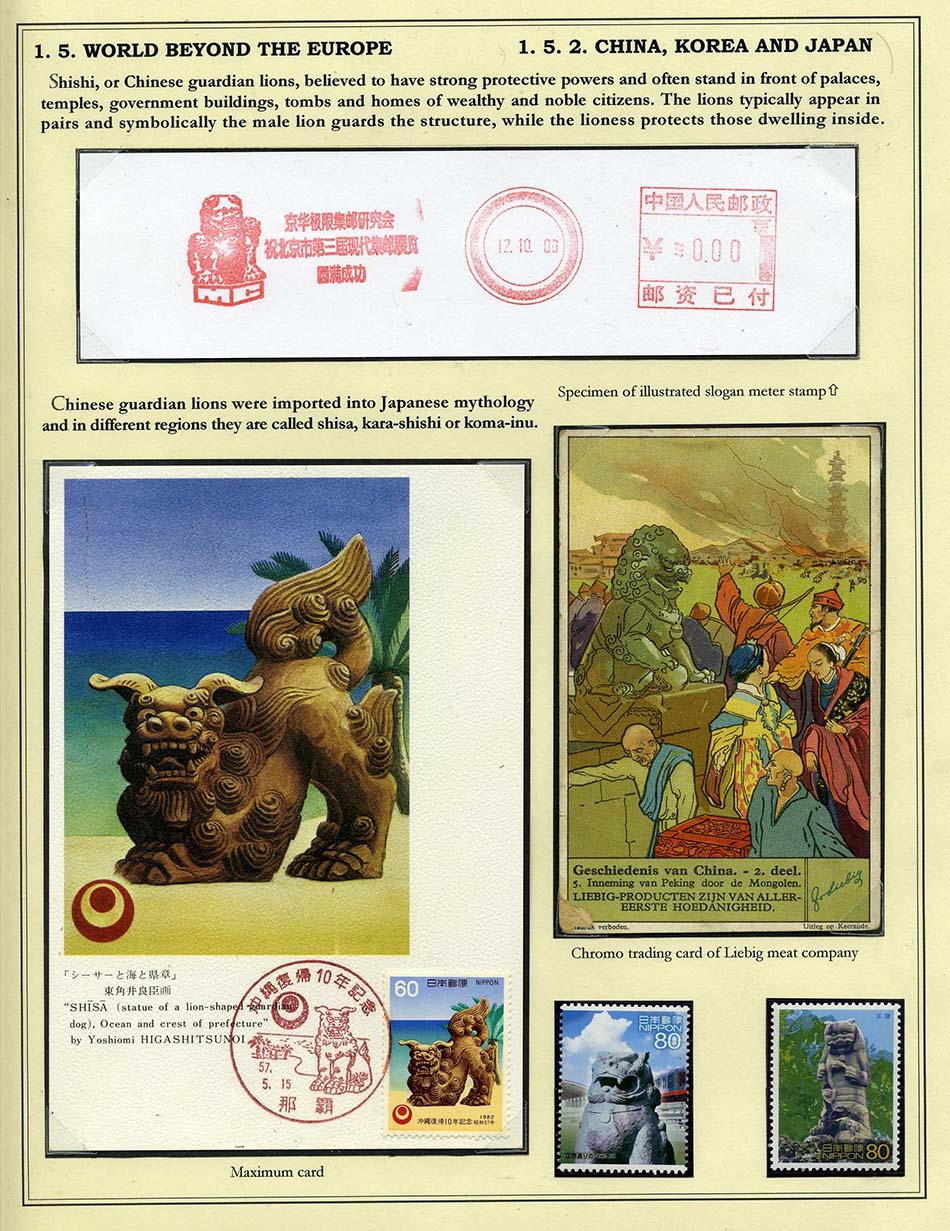 1. 5. WORLD BEYOND THE EUROPE
1. 5. 2. CHINA, KOREA AND JAPAN
Shishi, or Chinese guardian lions, believed to have strong protective powers and often stand in front of palaces,
temples, government buildings, tombs and homes of wealthy and noble citizens. The lions typically appear in
pairs and symbolically the male lion guards the structure, while the lioness protects those dwelling inside.
MC
京华极限集邮研究会
祝北京市第三届现代集邮展览
圆满成功
12.10.00
中国人民邮政
¥≈0.00
邮资已付
Specimen of illustrated slogan meter stamp⇧
Chinese guardian lions were imported into Japanese mythology
and in different regions they are called shisa, kara-shishi or koma-inu.
「シーサーと海と県章」
東角井良臣画
"SHĪSĀ (statue of a lion-shaped guardian
dog), Ocean and crest of prefecture"
by Yoshiomi HIGASHITSUNOI
沖縄復帰10年記念
57.
5.15
那覇
60 日本郵便 NIPPON
1982
沖縄復帰10年記念 昭和57年
Maximum card
Geschiedenis van China. - 2. deel.
5. Inneming van Peking door de Mongolen.
LIEBIG-PRODUCTEN ZIJN VAN ALLER-
EERSTE HOEDANIGHEID.
verboden.
Uitleg op Keerzijde.
Chromo trading card of Liebig meat company
日本郵便
NIPPON
80
国際通りのシーサー
日本郵便
NIPPON 80